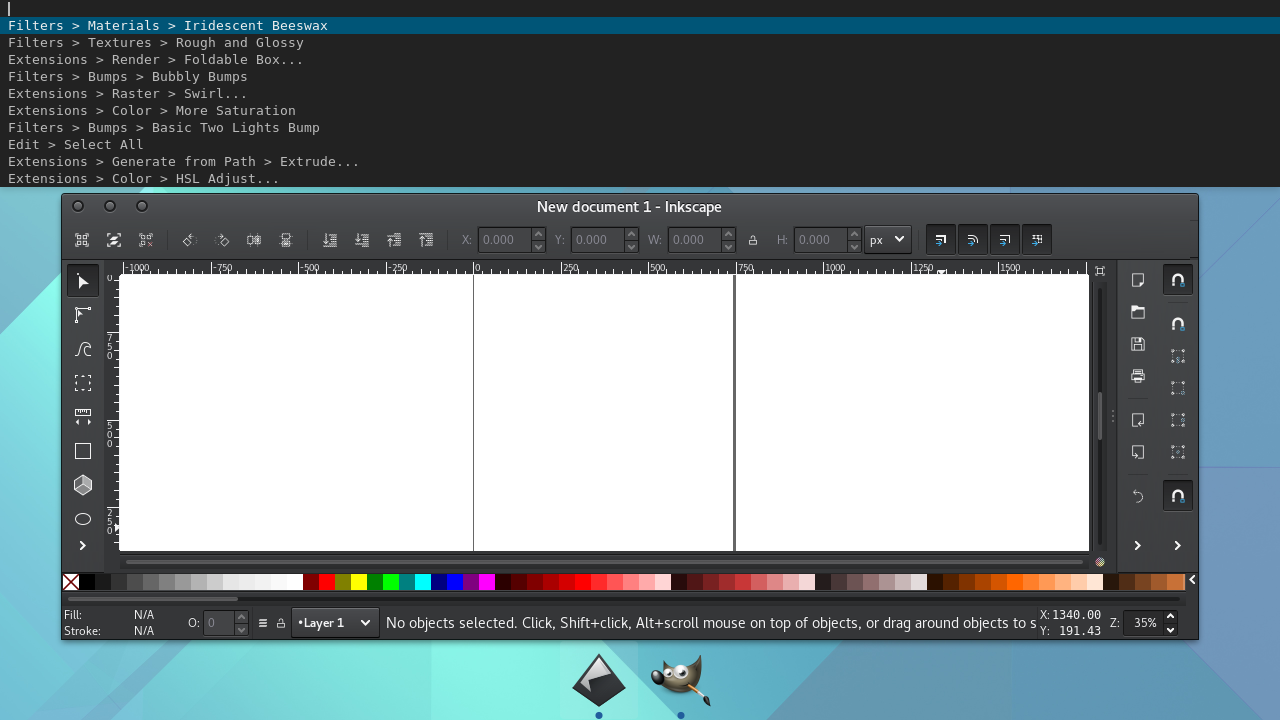 Filters > Materials > Iridescent Beeswax
Filters > Textures > Rough and Glossy
Extensions > Render > Foldable Box...
Filters > Bumps > Bubbly Bumps
Extensions > Raster > Swirl...
Extensions > Color > More Saturation
Filters > Bumps > Basic Two Lights Bump
Edit > Select All
Extensions > Generate from Path > Extrude...
Extensions > Color > HSL Adjust...
New document 1 - Inkscape
X: 0.000 Y: 0.000 W: 0.000 H: 0.000 px
-1000 -750 -500 -250 0 250 500 750 1000 1250 1500
0
750
500
250
Fill: N/A
Stroke: N/A
O: 0
•Layer 1
No objects selected. Click, Shift+click, Alt+scroll mouse on top of objects, or drag around objects to s
X: 1340.00
Y: 191.43
Z: 35%